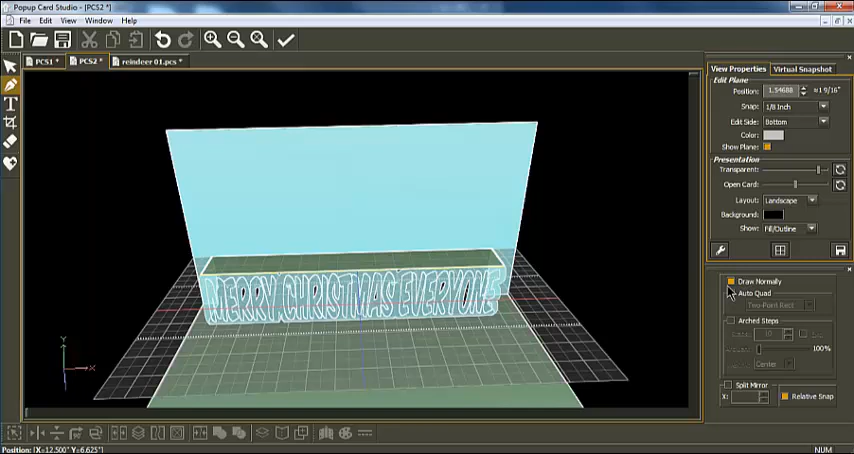 Popup Card Studio - [PCS2 *]
File Edit View Window Help
PCS1 * PCS2 * reindeer 01.pcs *
View Properties Virtual Snapshot
Edit Plane
Position: 1.54688 ≈1 9/16"
Snap: 1/8 Inch
Edit Side: Bottom
Color:
Show Plane:
Presentation
Transparent:
Open Card:
Layout: Landscape
Background:
Show: Fill/Outline
MERRY CHRISTMAS EVERYONE
Draw Normally
Auto Quad
Two-Point Rect
Arched Steps
10
100%
Center
Split Mirror
X: Relative Snap
Y
X
Position: [X=12.500" Y=6.625"] NUM